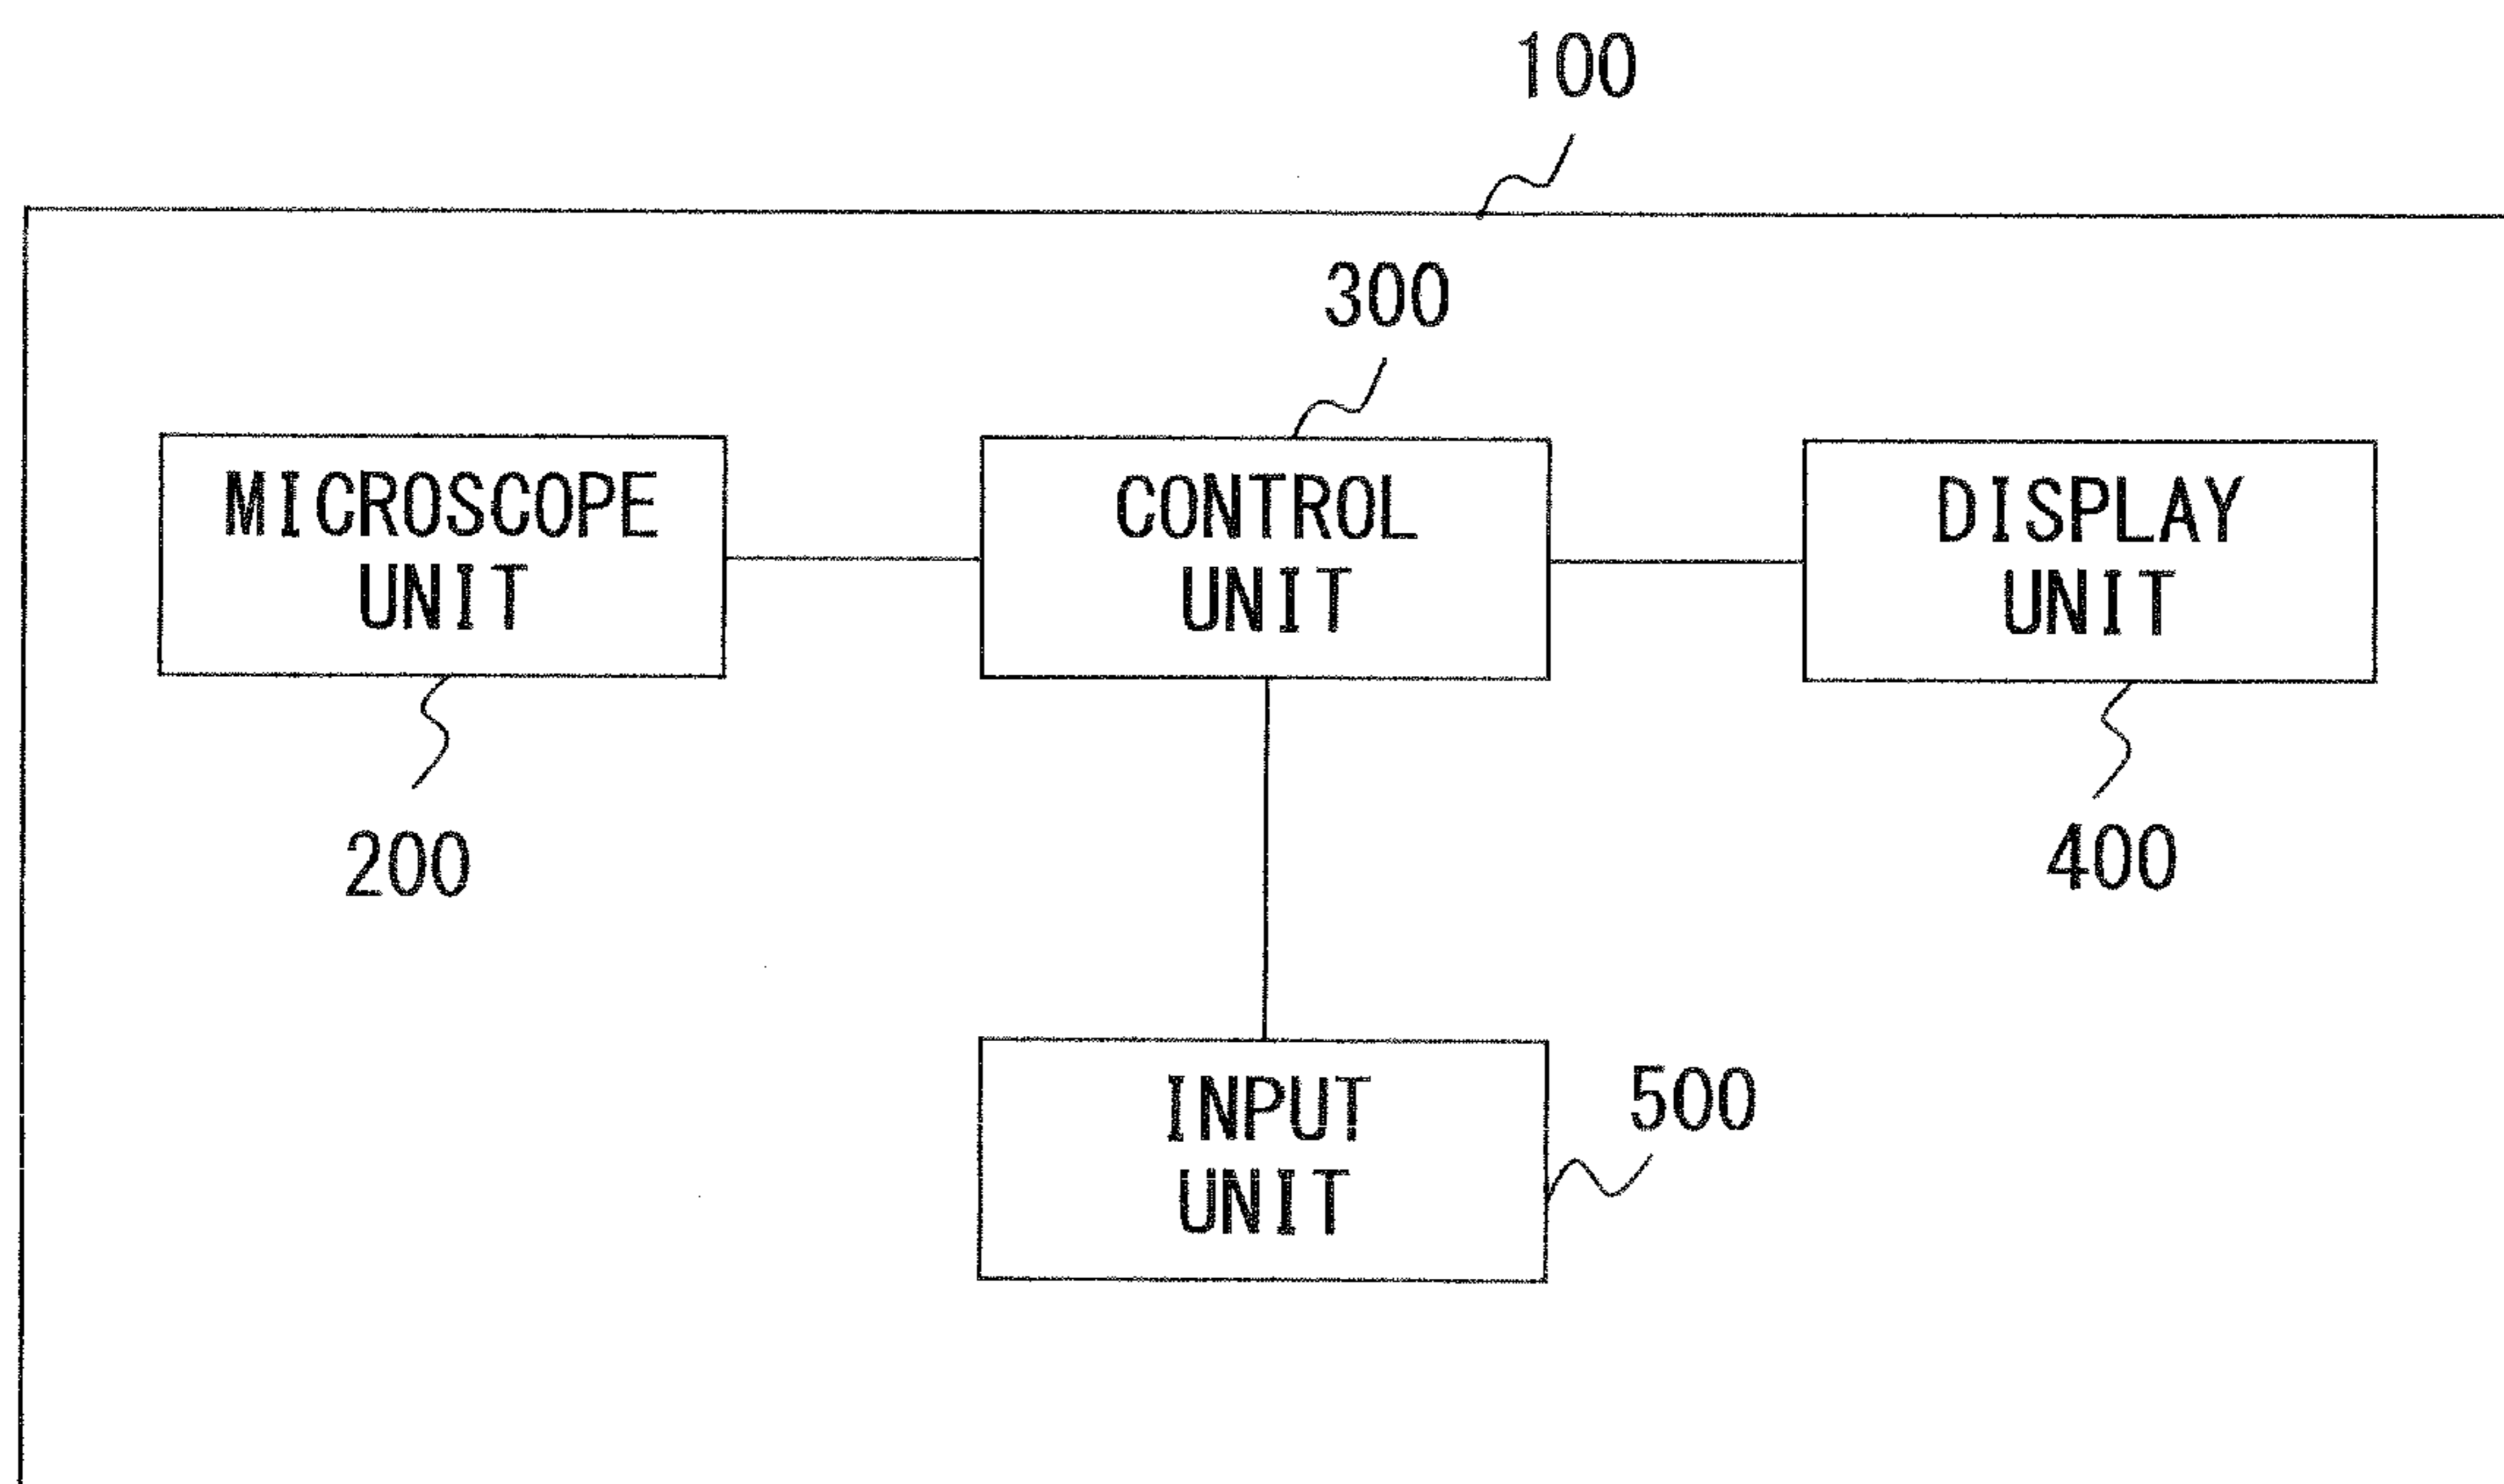 100
300
MICROSCOPE
UNIT
CONTROL
UNIT
DISPLAY
UNIT
200
400
INPUT
UNIT
500